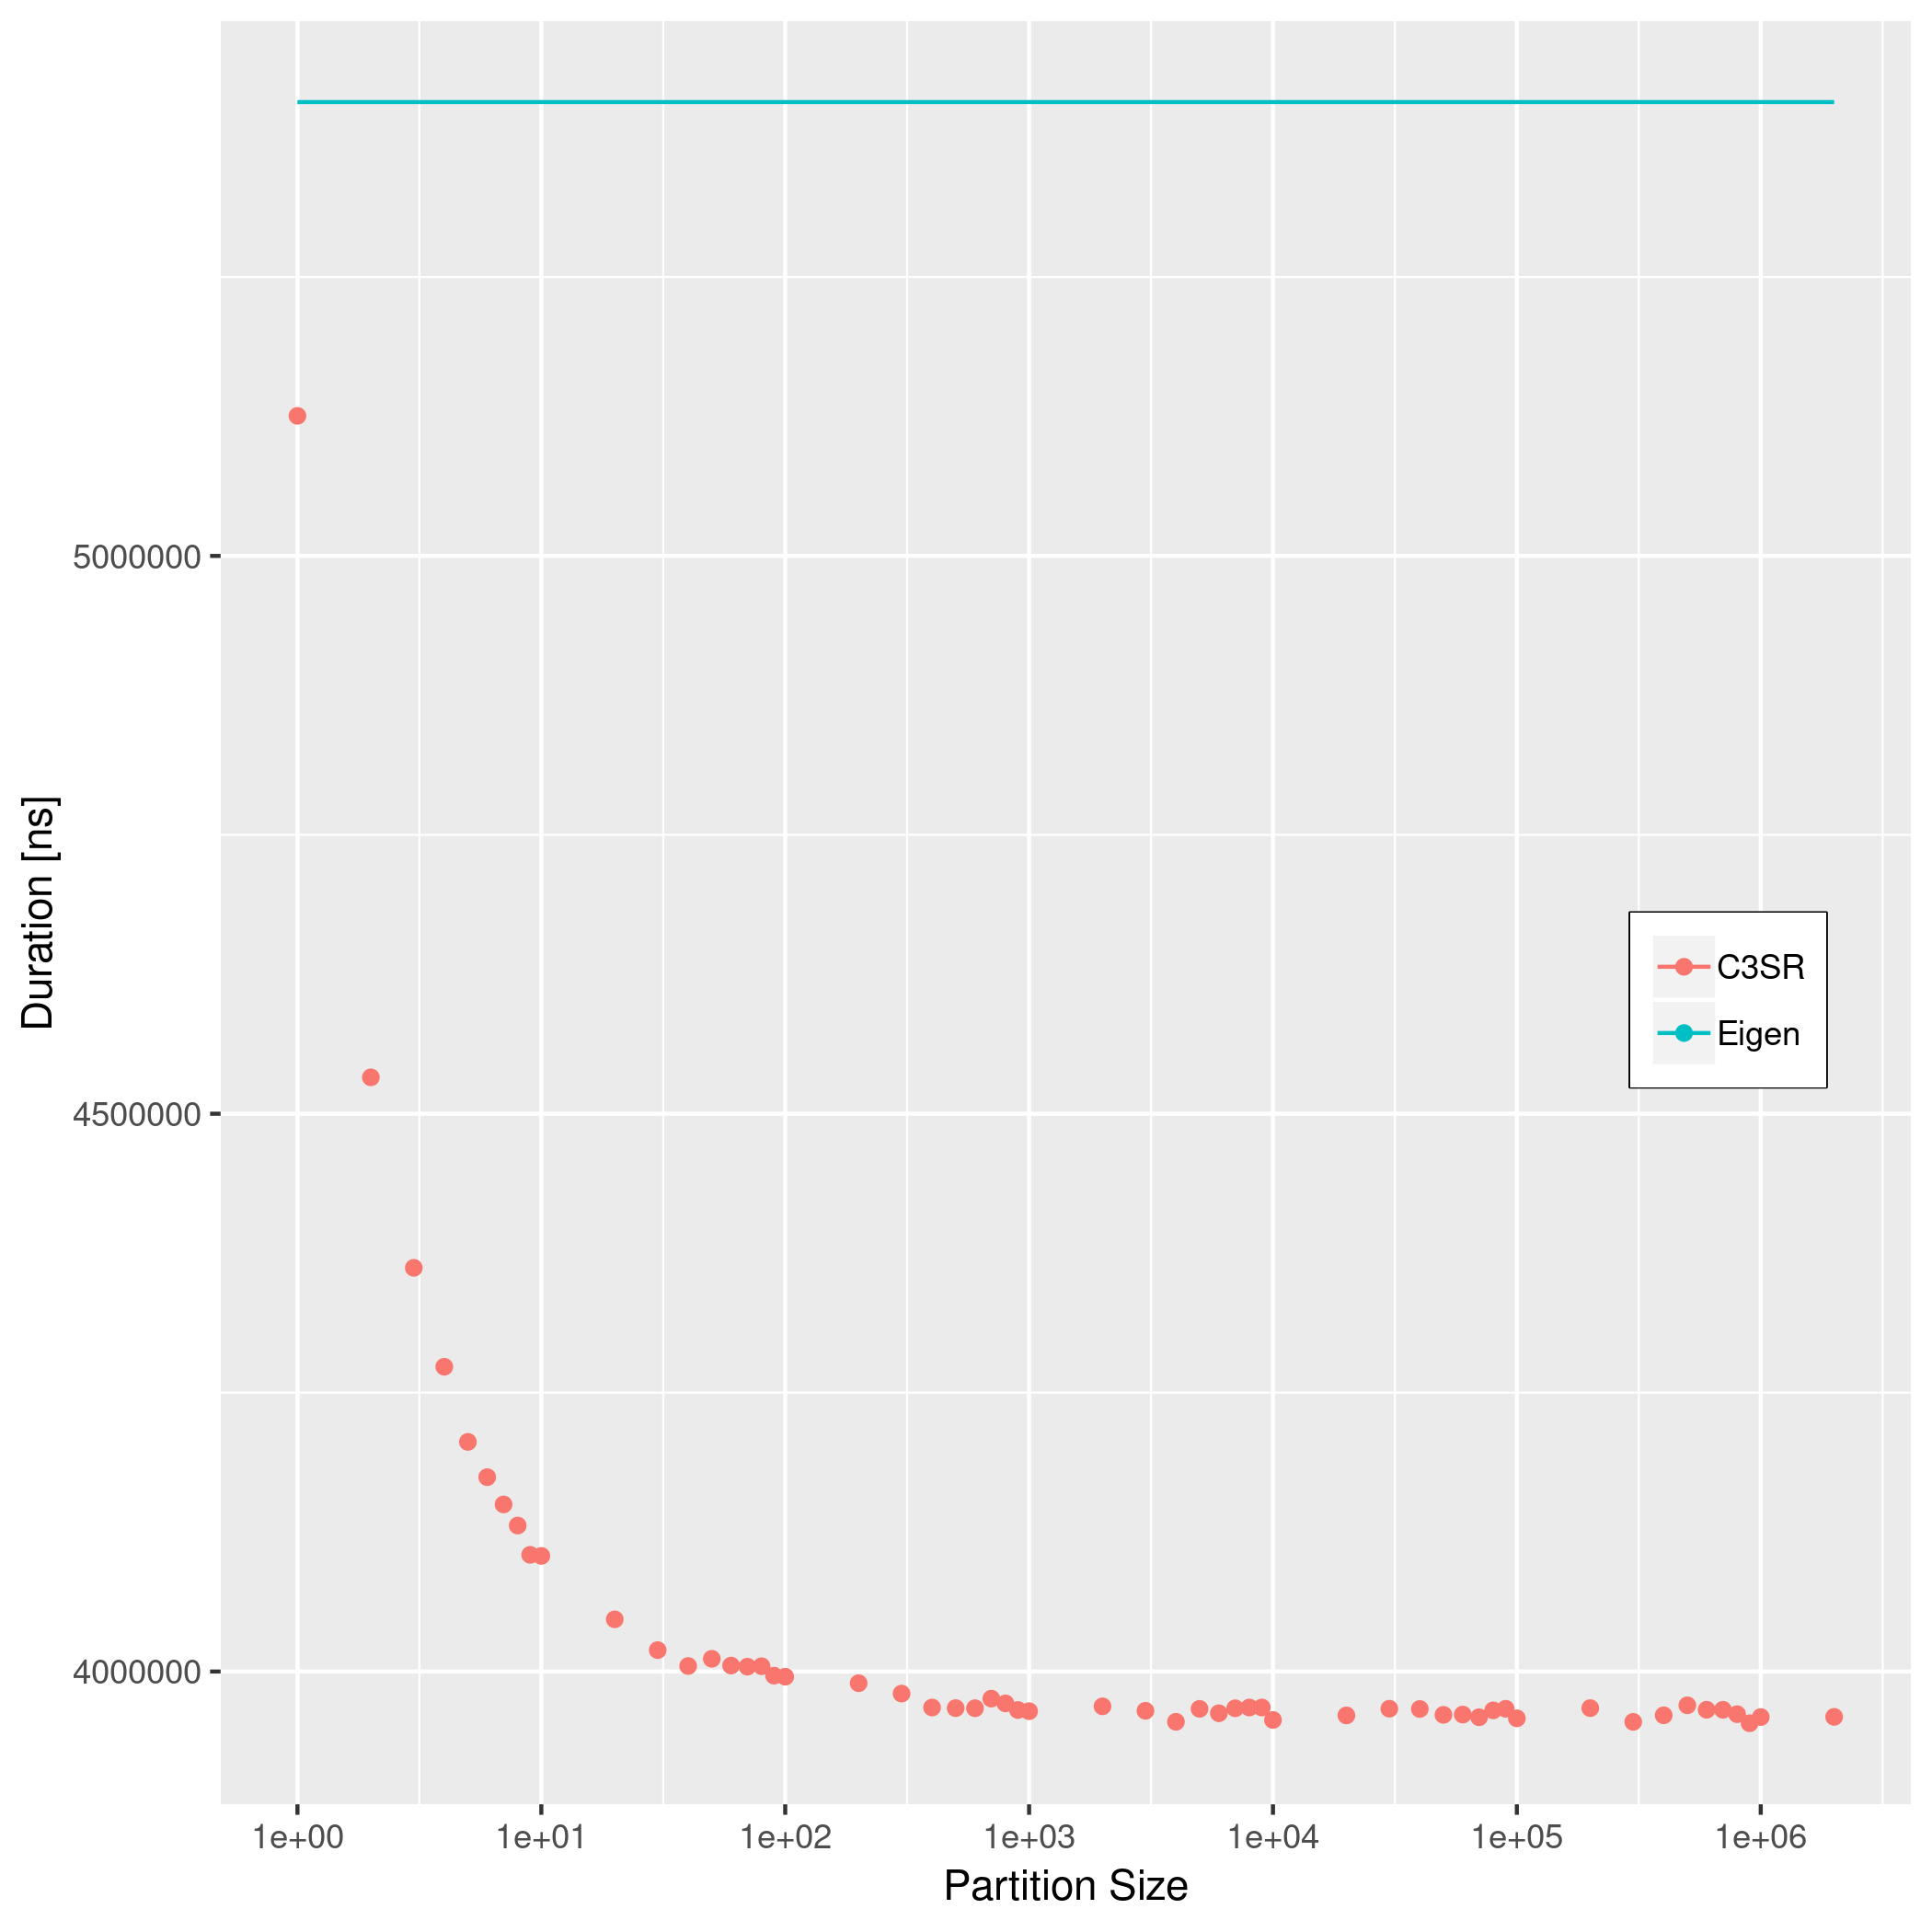 Duration [ns]
5000000
4500000
4000000
C3SR
Eigen
1e+00 1e+01 1e+02 1e+03 1e+04 1e+05 1e+06
Partition Size